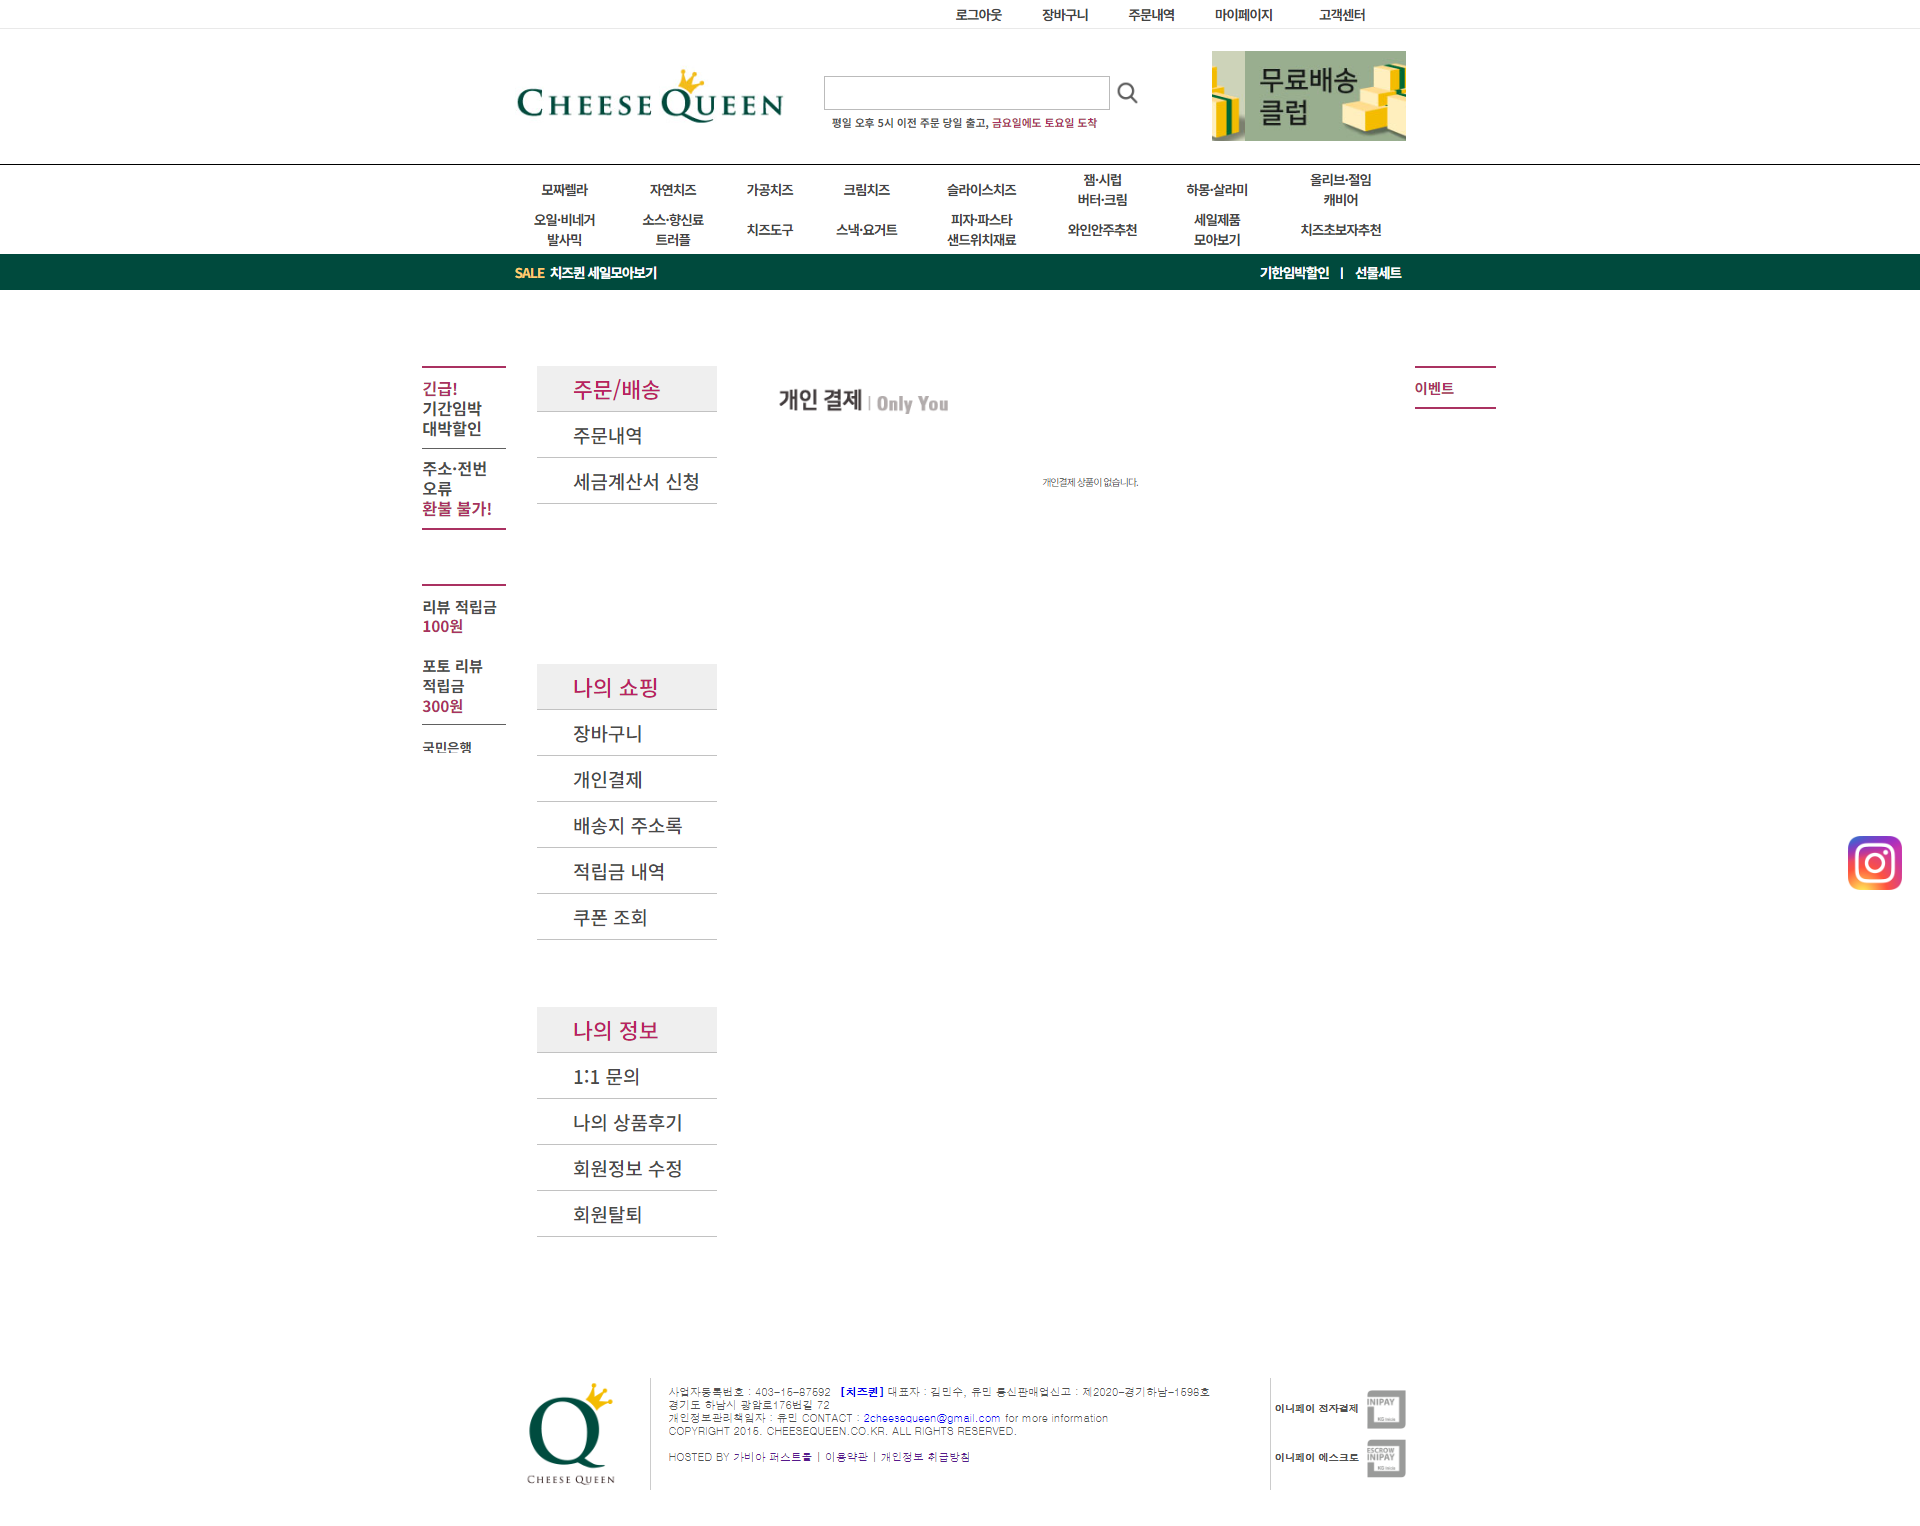 로그아웃 장바구니 주문내역 마이페이지 고객센터
CHEESE QUEEN
평일 오후 5시 이전 주문 당일 출고, 금요일에도 토요일 도착
무료배송
클럽
모짜렐라 자연치즈 가공치즈 크림치즈 슬라이스치즈 잼·시럽 버터·크림 하몽·살라미 올리브·절임 캐비어
오일·비네거 발사믹 소스·향신료 트러플 치즈도구 스낵·요거트 피자·파스타 샌드위치재료 와인안주추천 세일제품 모아보기 치즈초보자추천
SALE 치즈퀸 세일모아보기 기한임박할인 | 선물세트
긴급!
기간임박
대박할인
주소·전번
오류
환불 불가!
리뷰 적립금
100원
포토 리뷰
적립금
300원
국민은행
주문/배송
주문내역
세금계산서 신청
나의 쇼핑
장바구니
개인결제
배송지 주소록
적립금 내역
쿠폰 조회
나의 정보
1:1 문의
나의 상품후기
회원정보 수정
회원탈퇴
개인 결제 | Only You
개인결제 상품이 없습니다.
이벤트
CHEESE QUEEN
사업자등록번호 : 403-15-87592 [치즈퀸] 대표자 : 김민수, 유민 통신판매업신고 : 제2020-경기하남-1598호
경기도 하남시 광암로176번길 72
개인정보관리책임자 : 유민 CONTACT : 2cheesequeen@gmail.com for more information
COPYRIGHT 2015. CHEESEQUEEN.CO.KR. ALL RIGHTS RESERVED.
HOSTED BY 가비아 퍼스트몰 | 이용약관 | 개인정보 취급방침
이니페이 전자결제
INIPAY
이니페이 에스크로
ESCROW
INIPAY